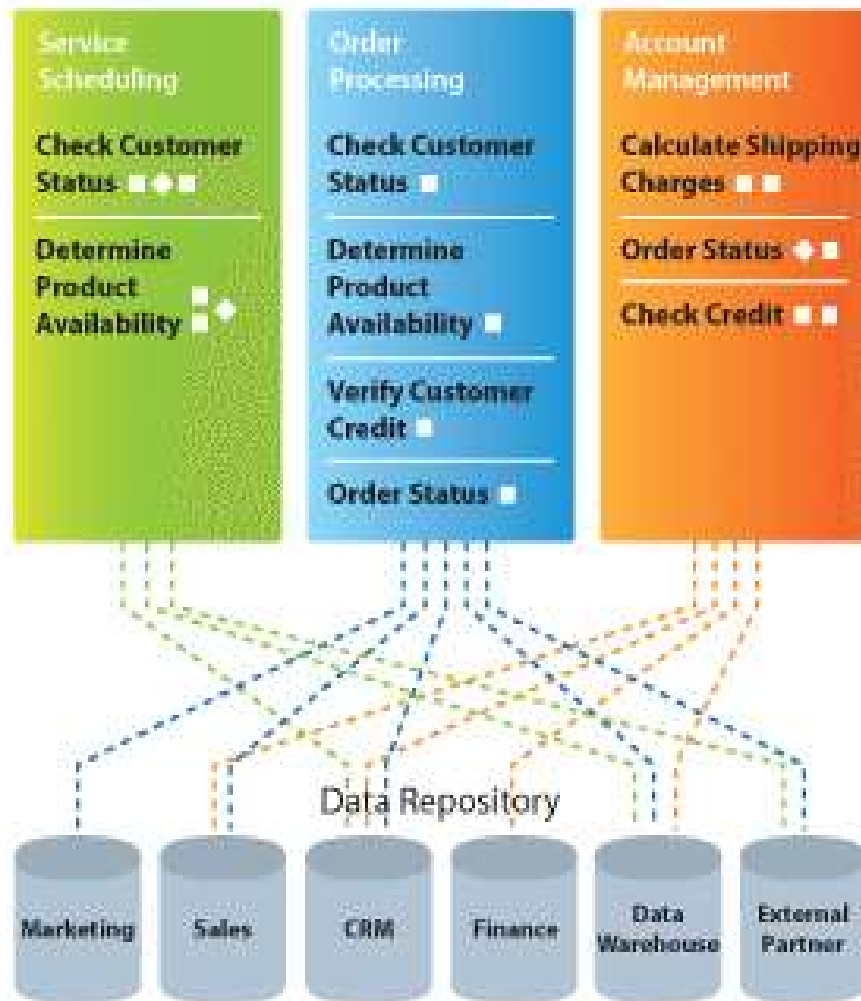 Service
Scheduling
Check Customer
Status
Determine
Product
Availability
Order
Processing
Check Customer
Status
Determine
Product
Availability
Verify Customer
Credit
Order Status
Account
Management
Calculate Shipping
Charges
Order Status
Check Credit
Data Repository
Marketing
Sales
CRM
Finance
Data
Warehouse
External
Partner